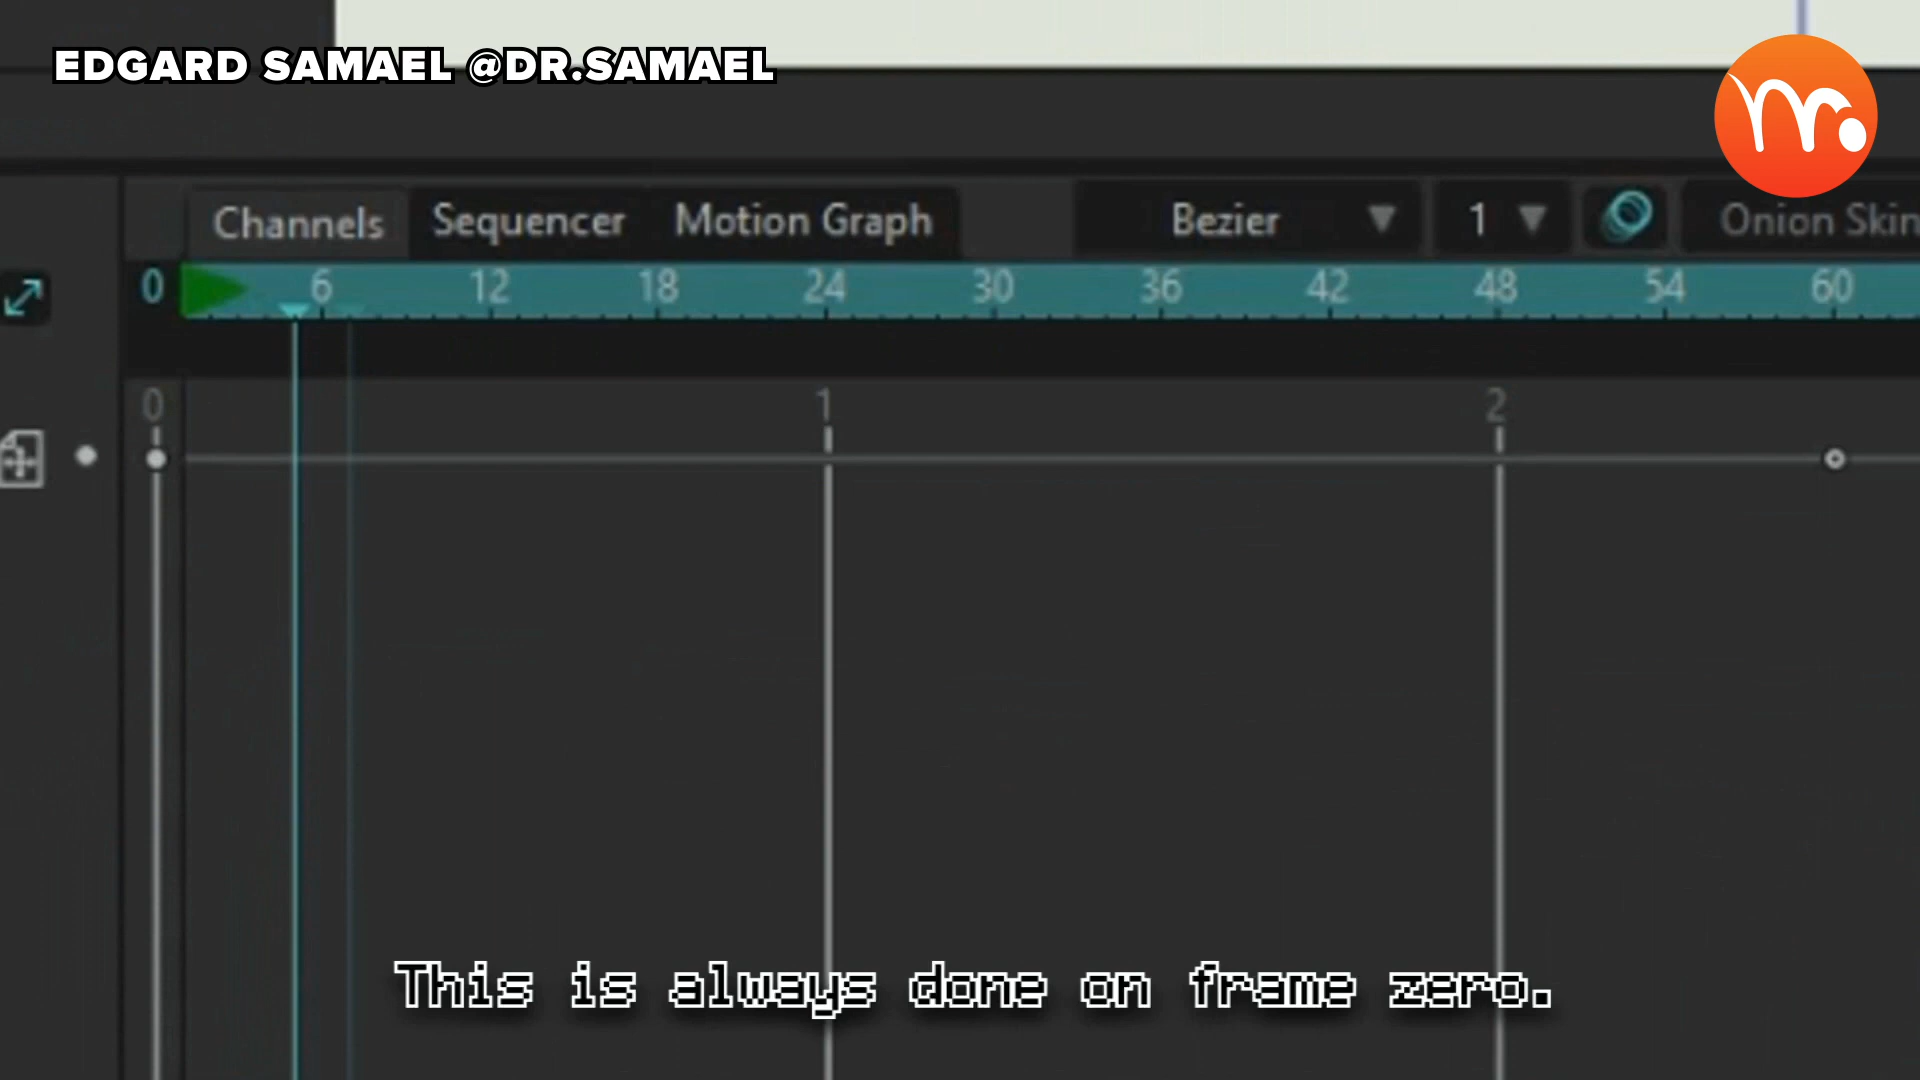 EDGARD SAMAEL @DR.SAMAEL
Channels Sequencer Motion Graph Bezier 1 Onion Skin
0 6 12 18 24 30 36 42 48 54 60
0 1 2
This is always done on frame zero.